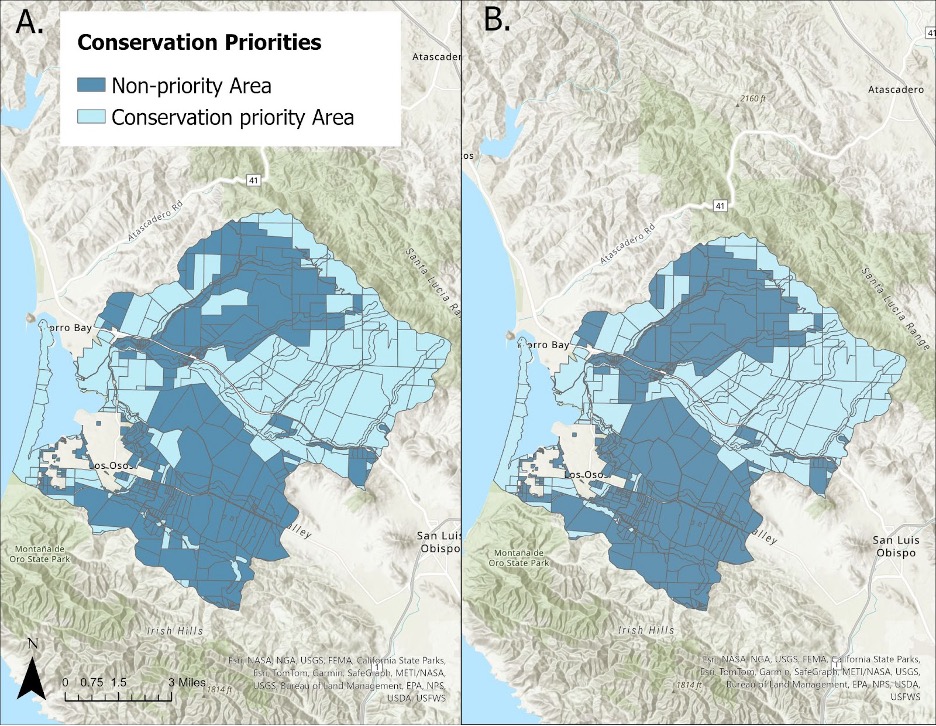 A.
Conservation Priorities
Non-priority Area
Conservation priority Area
Atascader
41
Atascadero Rd
Santa Lucia Ra
orro Bay
Los Osos
alley
San Luis
Obispo
Montaña de
Oro State Park
Irish Hills
N
0 0.75 1.5 3 Miles
1814 ft
1
Esri, NASA, NGA, USGS, FEMA, California State Parks,
Esri, TomTom, Garmin, SafeGraph, METI/NASA,
USGS, Bureau of Land Management, EPA, NPS,
USDA, USFWS
B.
41
Atascadero
2160 ft
os
41
Atascadero Rd
Santa Lucia Range
orro Bay
Los Osos
alley
San Luis
Obispo
Montaña de
Oro State Park
Irish Hills
1814 ft
Esri, NASA, NGA, USGS, FEMA, California State Parks,
Esri, TomTom, Garmin, SafeGraph, METI/NASA, USGS,
Bureau of Land Management, EPA, NPS, USDA,
USFWS